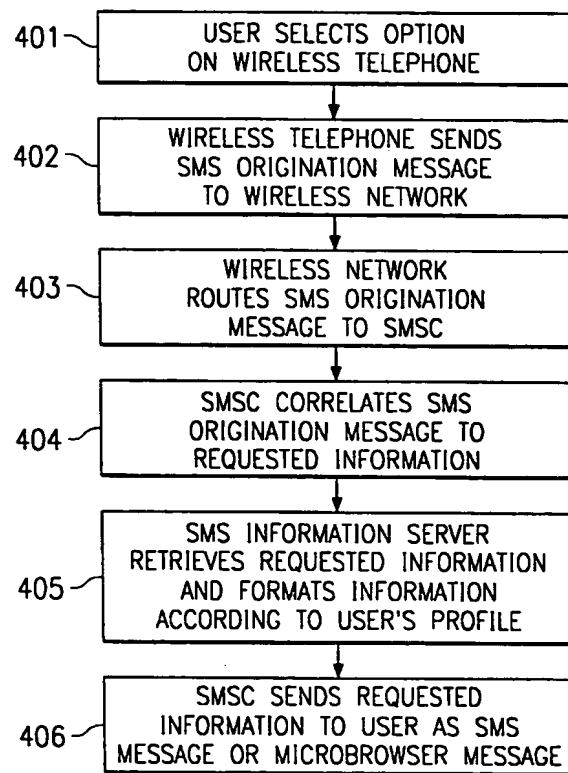 401
USER SELECTS OPTION
ON WIRELESS TELEPHONE
402
WIRELESS TELEPHONE SENDS
SMS ORIGINATION MESSAGE
TO WIRELESS NETWORK
403
WIRELESS NETWORK
ROUTES SMS ORIGINATION
MESSAGE TO SMSC
404
SMSC CORRELATES SMS
ORIGINATION MESSAGE TO
REQUESTED INFORMATION
405
SMS INFORMATION SERVER
RETRIEVES REQUESTED INFORMATION
AND FORMATS INFORMATION
ACCORDING TO USER'S PROFILE
406
SMSC SENDS REQUESTED
INFORMATION TO USER AS SMS
MESSAGE OR MICROBROWSER MESSAGE